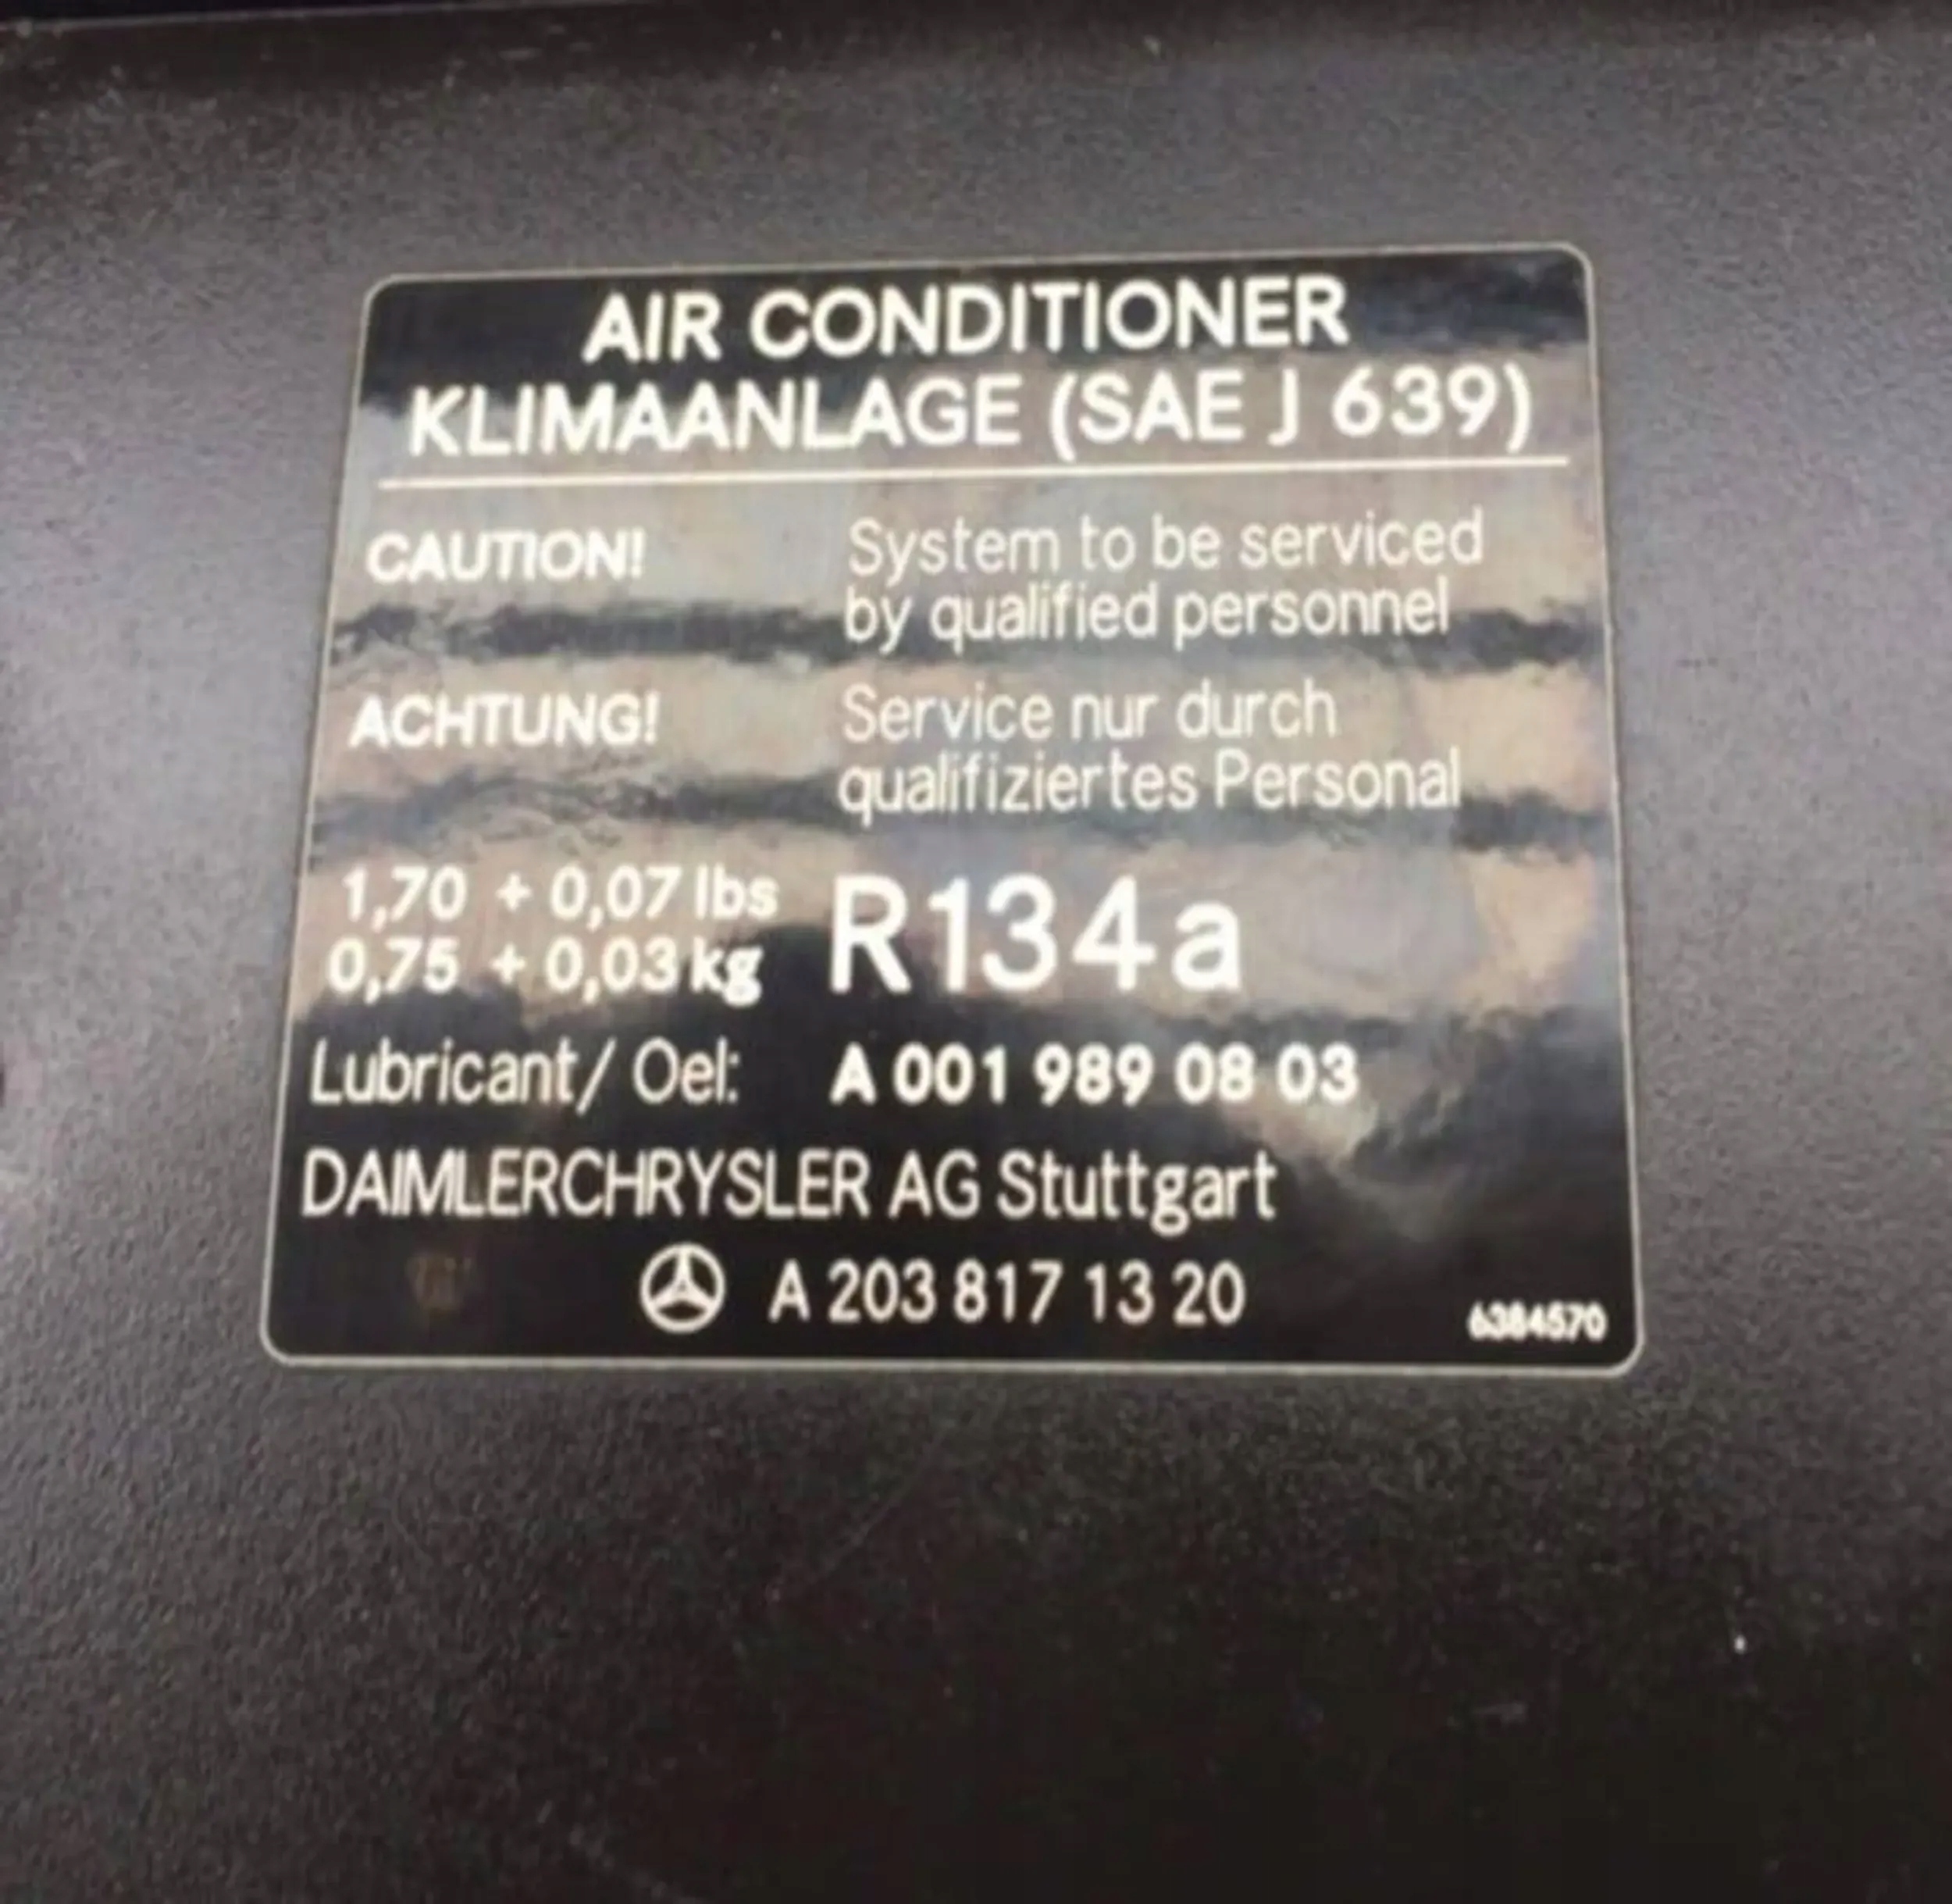 AIR CONDITIONER
KLIMAANLAGE (SAE J 639)
CAUTION! System to be serviced
by qualified personnel
ACHTUNG! Service nur durch
qualifiziertes Personal
1,70 + 0,07 lbs R134a
0,75 + 0,03 kg
Lubricant/ Oel: A 001 989 08 03
DAIMLERCHRYSLER AG Stuttgart
A 203 817 13 20
6384570